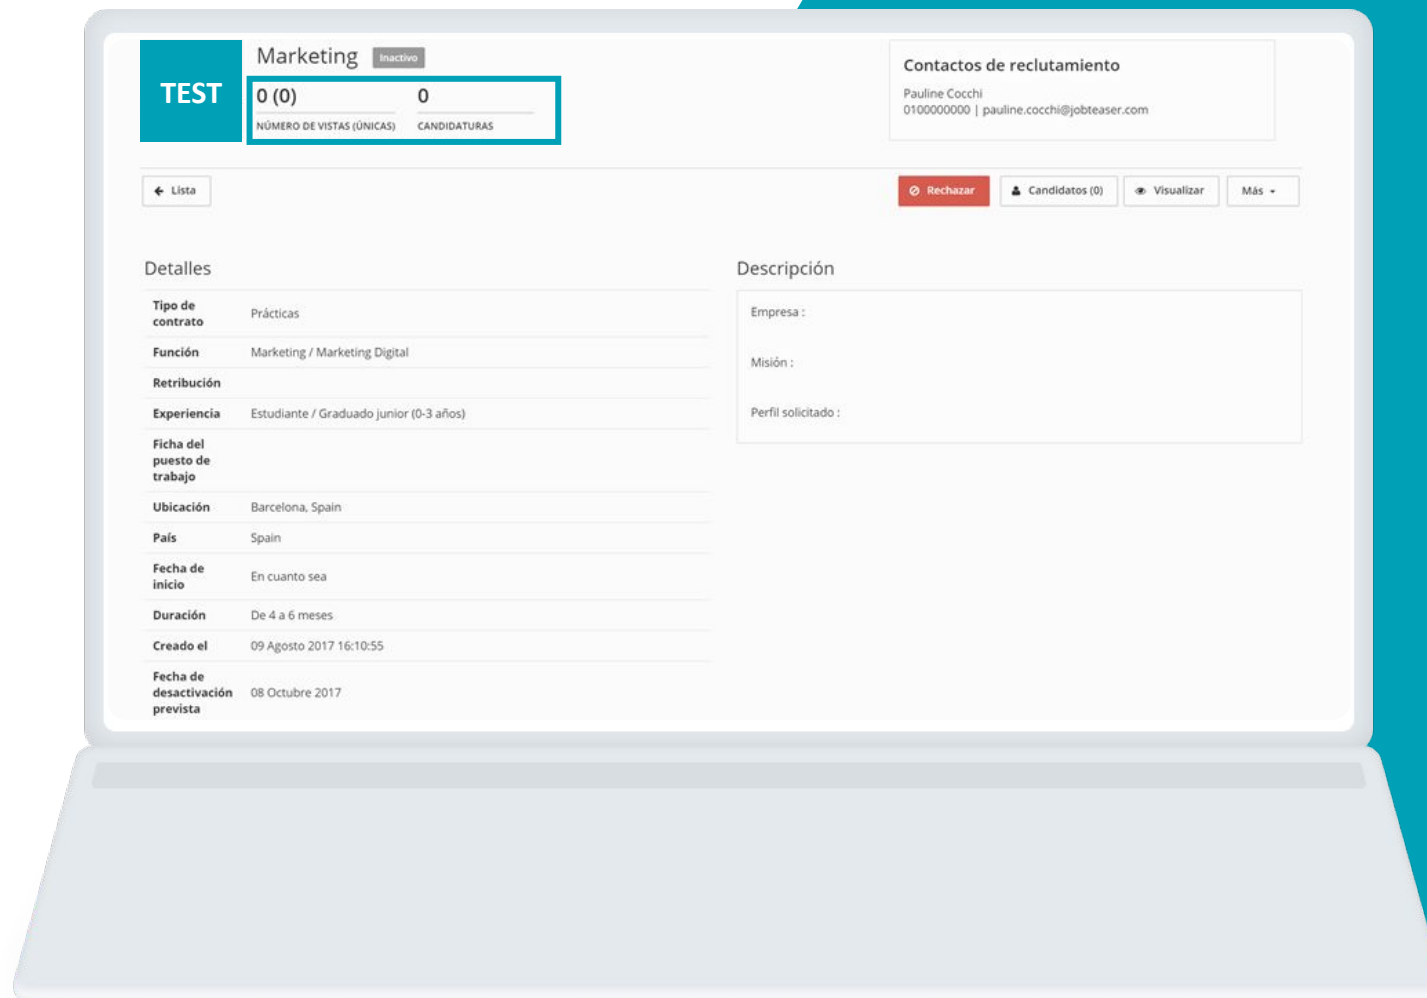 TEST
Marketing Inactivo
0 (0) 0
NÚMERO DE VISTAS (ÚNICAS) CANDIDATURAS
Contactos de reclutamiento
Pauline Cocchi
0100000000 | pauline.cocchi@jobteaser.com
Lista
Rechazar Candidatos (0) Visualizar Más
Detalles
Tipo de
contrato
Prácticas
Función Marketing / Marketing Digital
Retribución
Experiencia Estudiante / Graduado junior (0-3 años)
Ficha del
puesto de
trabajo
Ubicación Barcelona, Spain
País Spain
Fecha de
inicio
En cuanto sea
Duración De 4 a 6 meses
Creado el 09 Agosto 2017 16:10:55
Fecha de
desactivación
prevista
08 Octubre 2017
Descripción
Empresa :
Misión :
Perfil solicitado :